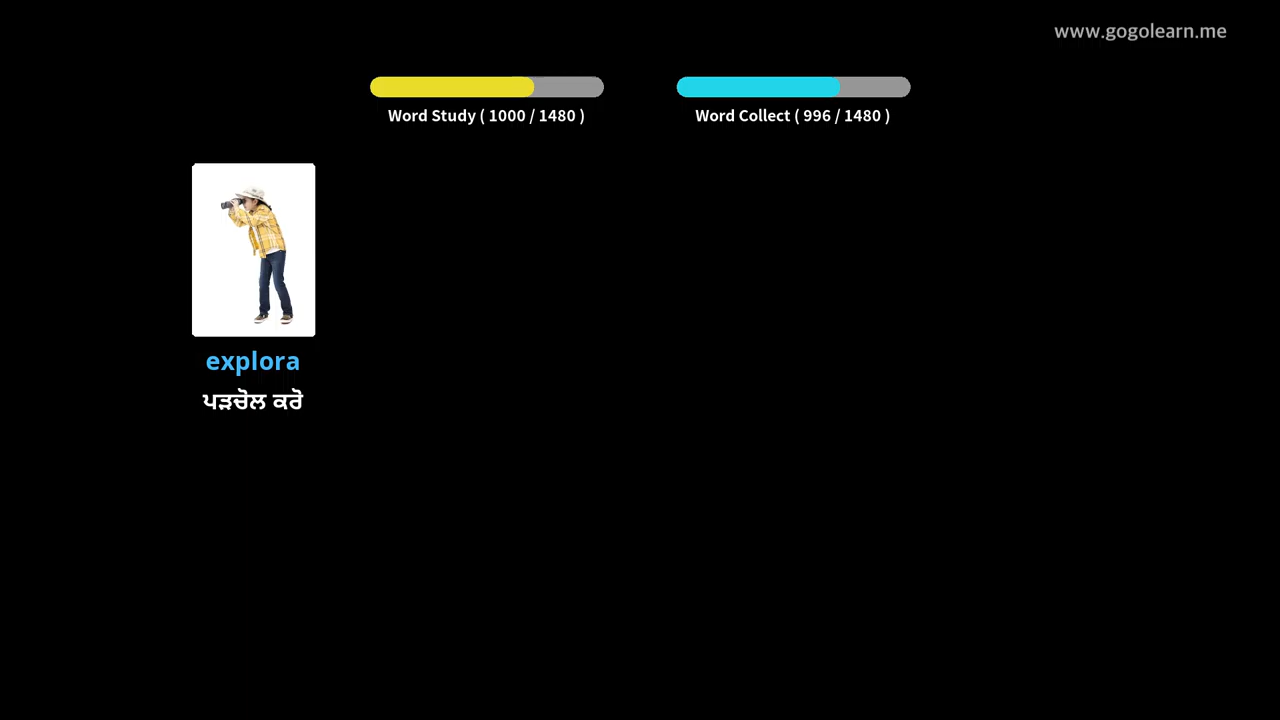 www.gogolearn.me
Word Study ( 1000 / 1480 )
Word Collect ( 996 / 1480 )
explora
ਪੜਚੋਲ ਕਰੋ